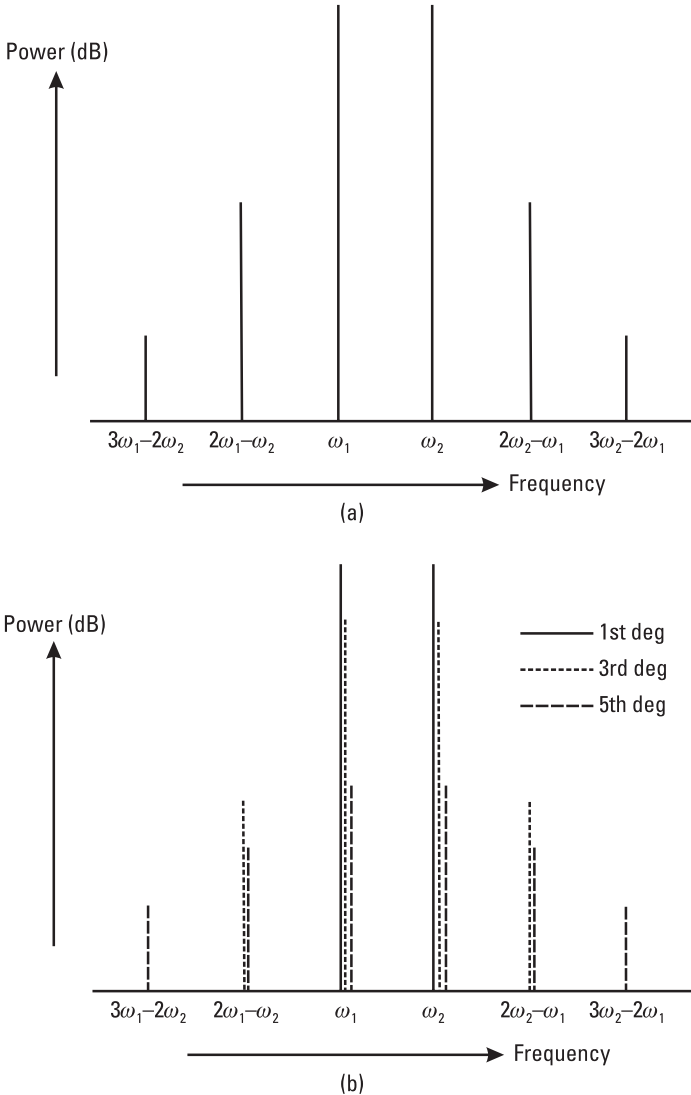 Power (dB)
3ω₁–2ω₂ 2ω₁–ω₂ ω₁ ω₂ 2ω₂–ω₁ 3ω₂–2ω₁
Frequency
(a)
Power (dB)
1st deg
3rd deg
5th deg
3ω₁–2ω₂ 2ω₁–ω₂ ω₁ ω₂ 2ω₂–ω₁ 3ω₂–2ω₁
Frequency
(b)